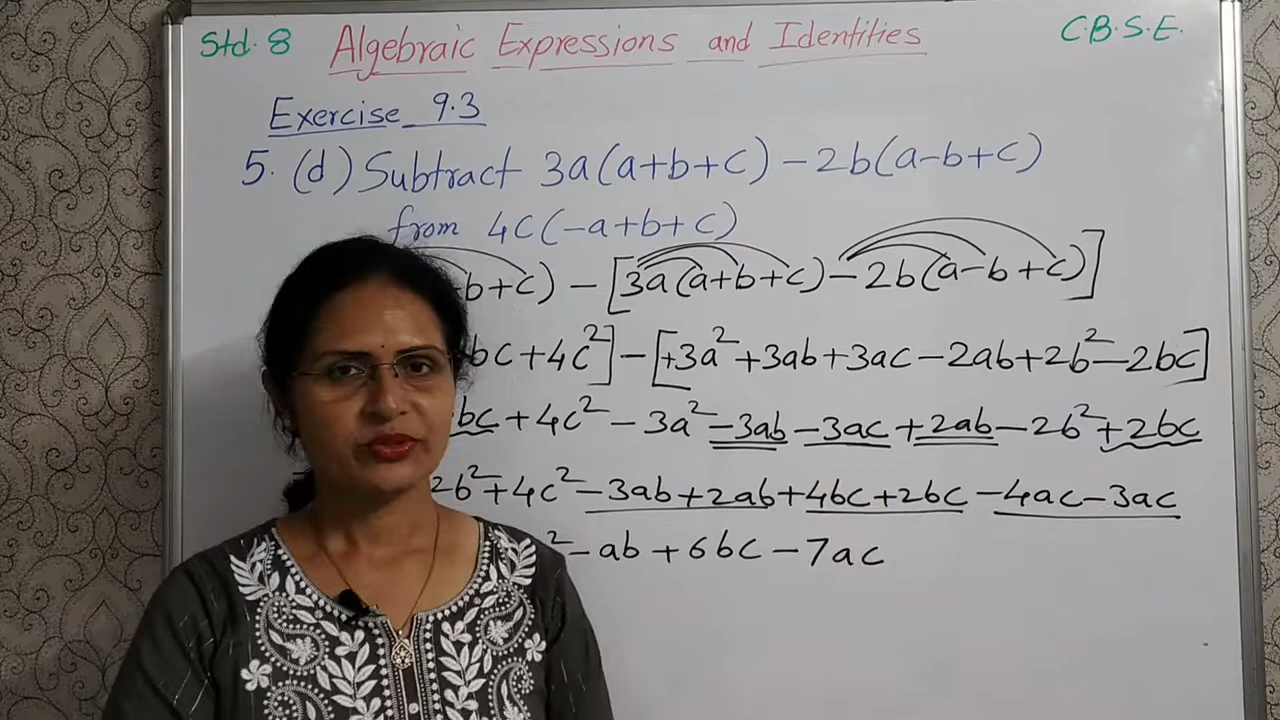 Std. 8 Algebraic Expressions and Identities C.B.S.E.
Exercise 9.3
5. (d) Subtract 3a(a+b+c) - 2b(a-b+c)
from 4c(-a+b+c)
b+c) - [3a(a+b+c) - 2b(a-b+c)]
bc + 4c²] - [+3a² + 3ab + 3ac - 2ab + 2b² - 2bc]
bc + 4c² - 3a² - 3ab - 3ac + 2ab - 2b² + 2bc
2b² + 4c² - 3ab + 2ab + 4bc + 2bc - 4ac - 3ac
² - ab + 6bc - 7ac